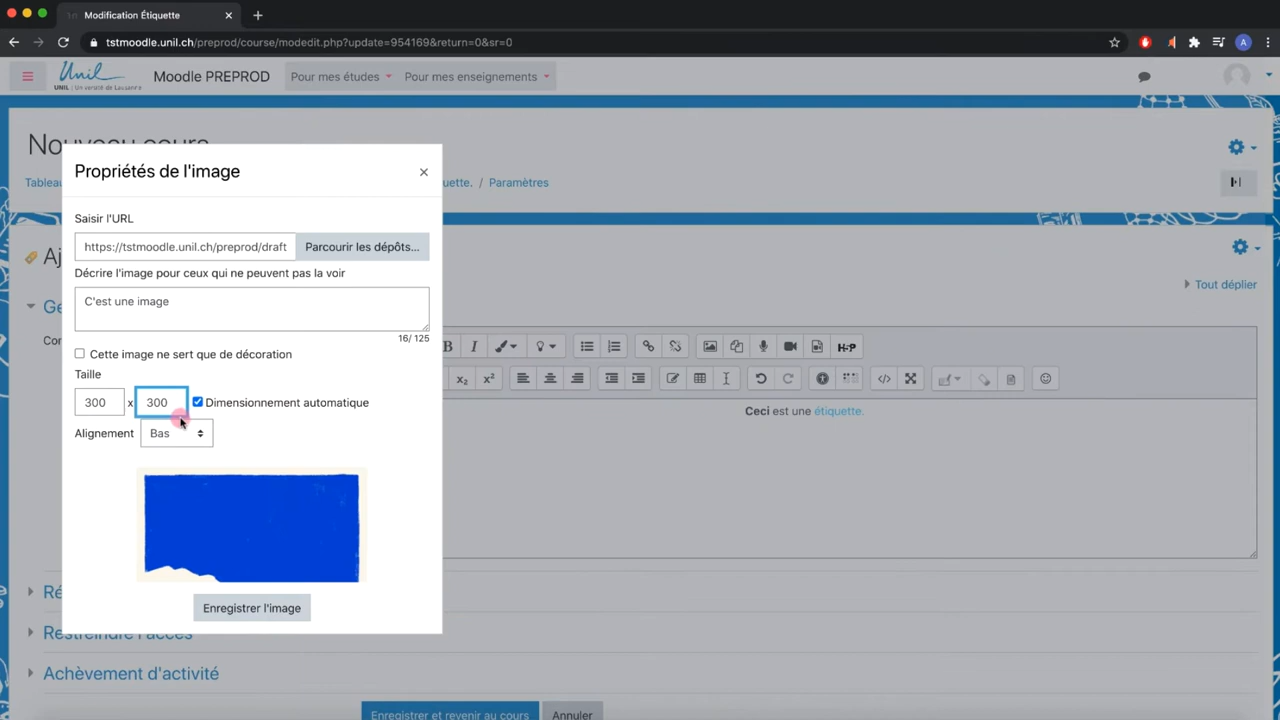 Modification Étiquette
tstmoodle.unil.ch/preprod/course/modedit.php?update=954169&return=0&sr=0
A
Unil
UNIL | Université de Lausanne
Moodle PREPROD
Pour mes études
Pour mes enseignements
Nouveau cours
Tableau
uette. / Paramètres
Propriétés de l'image
Saisir l'URL
https://tstmoodle.unil.ch/preprod/draft
Parcourir les dépôts...
Décrire l'image pour ceux qui ne peuvent pas la voir
C'est une image
16/ 125
Cette image ne sert que de décoration
Taille
300 x 300
Dimensionnement automatique
Alignement
Bas
Enregistrer l'image
Aj
Tout déplier
Ge
Co
B I
H-P
x₂ x²
Ceci est une étiquette.
Ré
Restreindre l'accès
Achèvement d'activité
Enregistrer et revenir au cours
Annuler